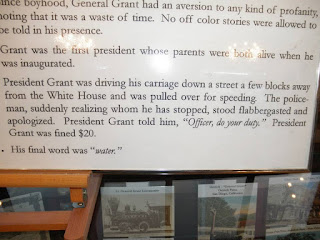 ince boyhood, General Grant had an aversion to any kind of profanity,
noting that it was a waste of time. No off color stories were allowed to
be told in his presence.
Grant was the first president whose parents were both alive when he
was inaugurated.
President Grant was driving his carriage down a street a few blocks away
from the White House and was pulled over for speeding. The police-
man, suddenly realizing whom he has stopped, stood flabbergasted and
apologized. President Grant told him, "Officer, do your duty." President
Grant was fined $20.
• His final word was "water."